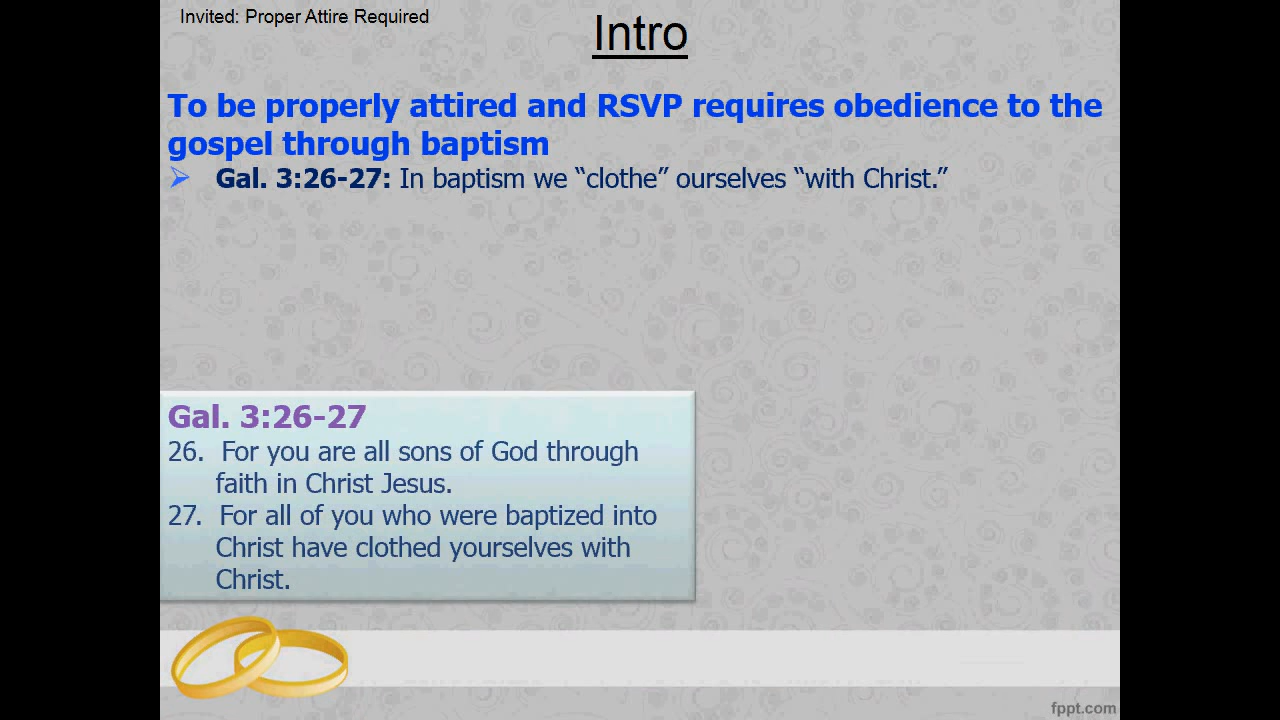 Invited: Proper Attire Required
Intro
To be properly attired and RSVP requires obedience to the
gospel through baptism
Gal. 3:26-27: In baptism we “clothe” ourselves “with Christ.”
Gal. 3:26-27
26. For you are all sons of God through
faith in Christ Jesus.
27. For all of you who were baptized into
Christ have clothed yourselves with
Christ.
fppt.com